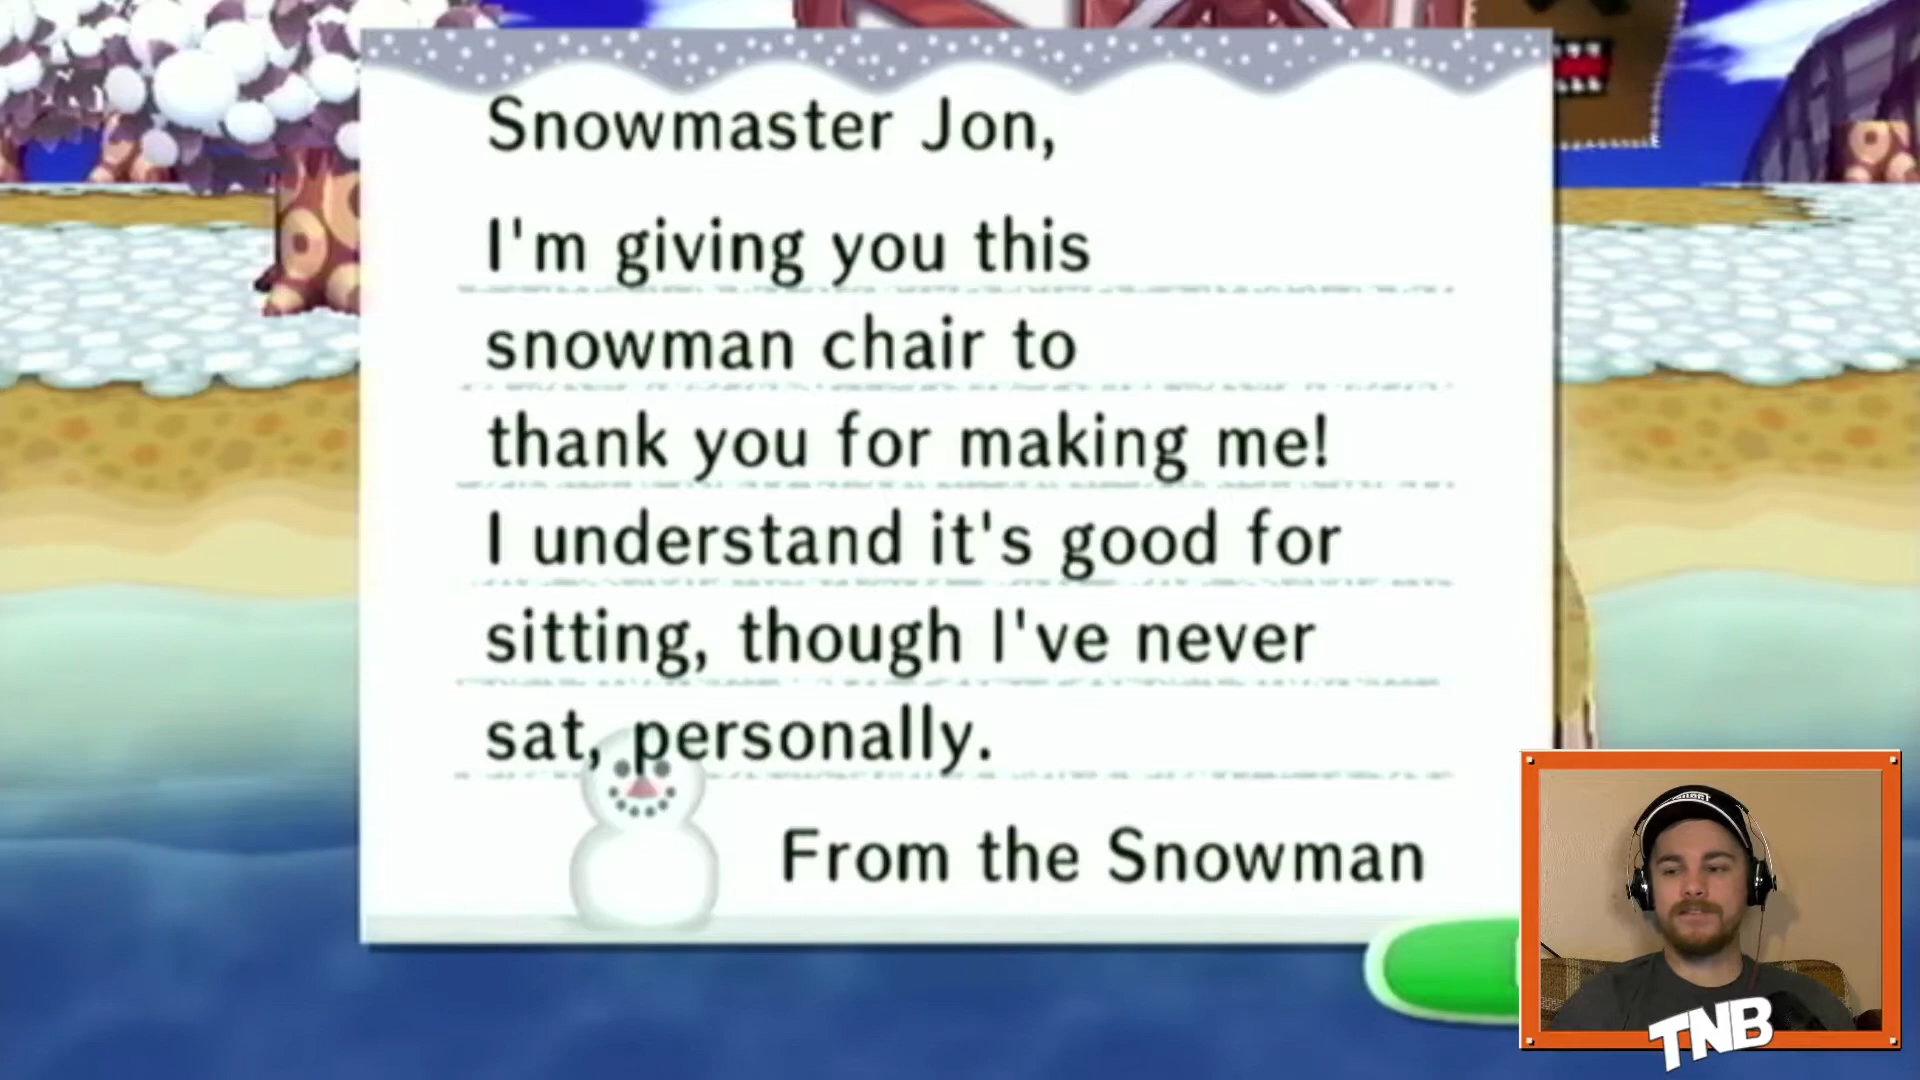 Snowmaster Jon,
I'm giving you this
snowman chair to
thank you for making me!
I understand it's good for
sitting, though I've never
sat, personally.
From the Snowman
TNB